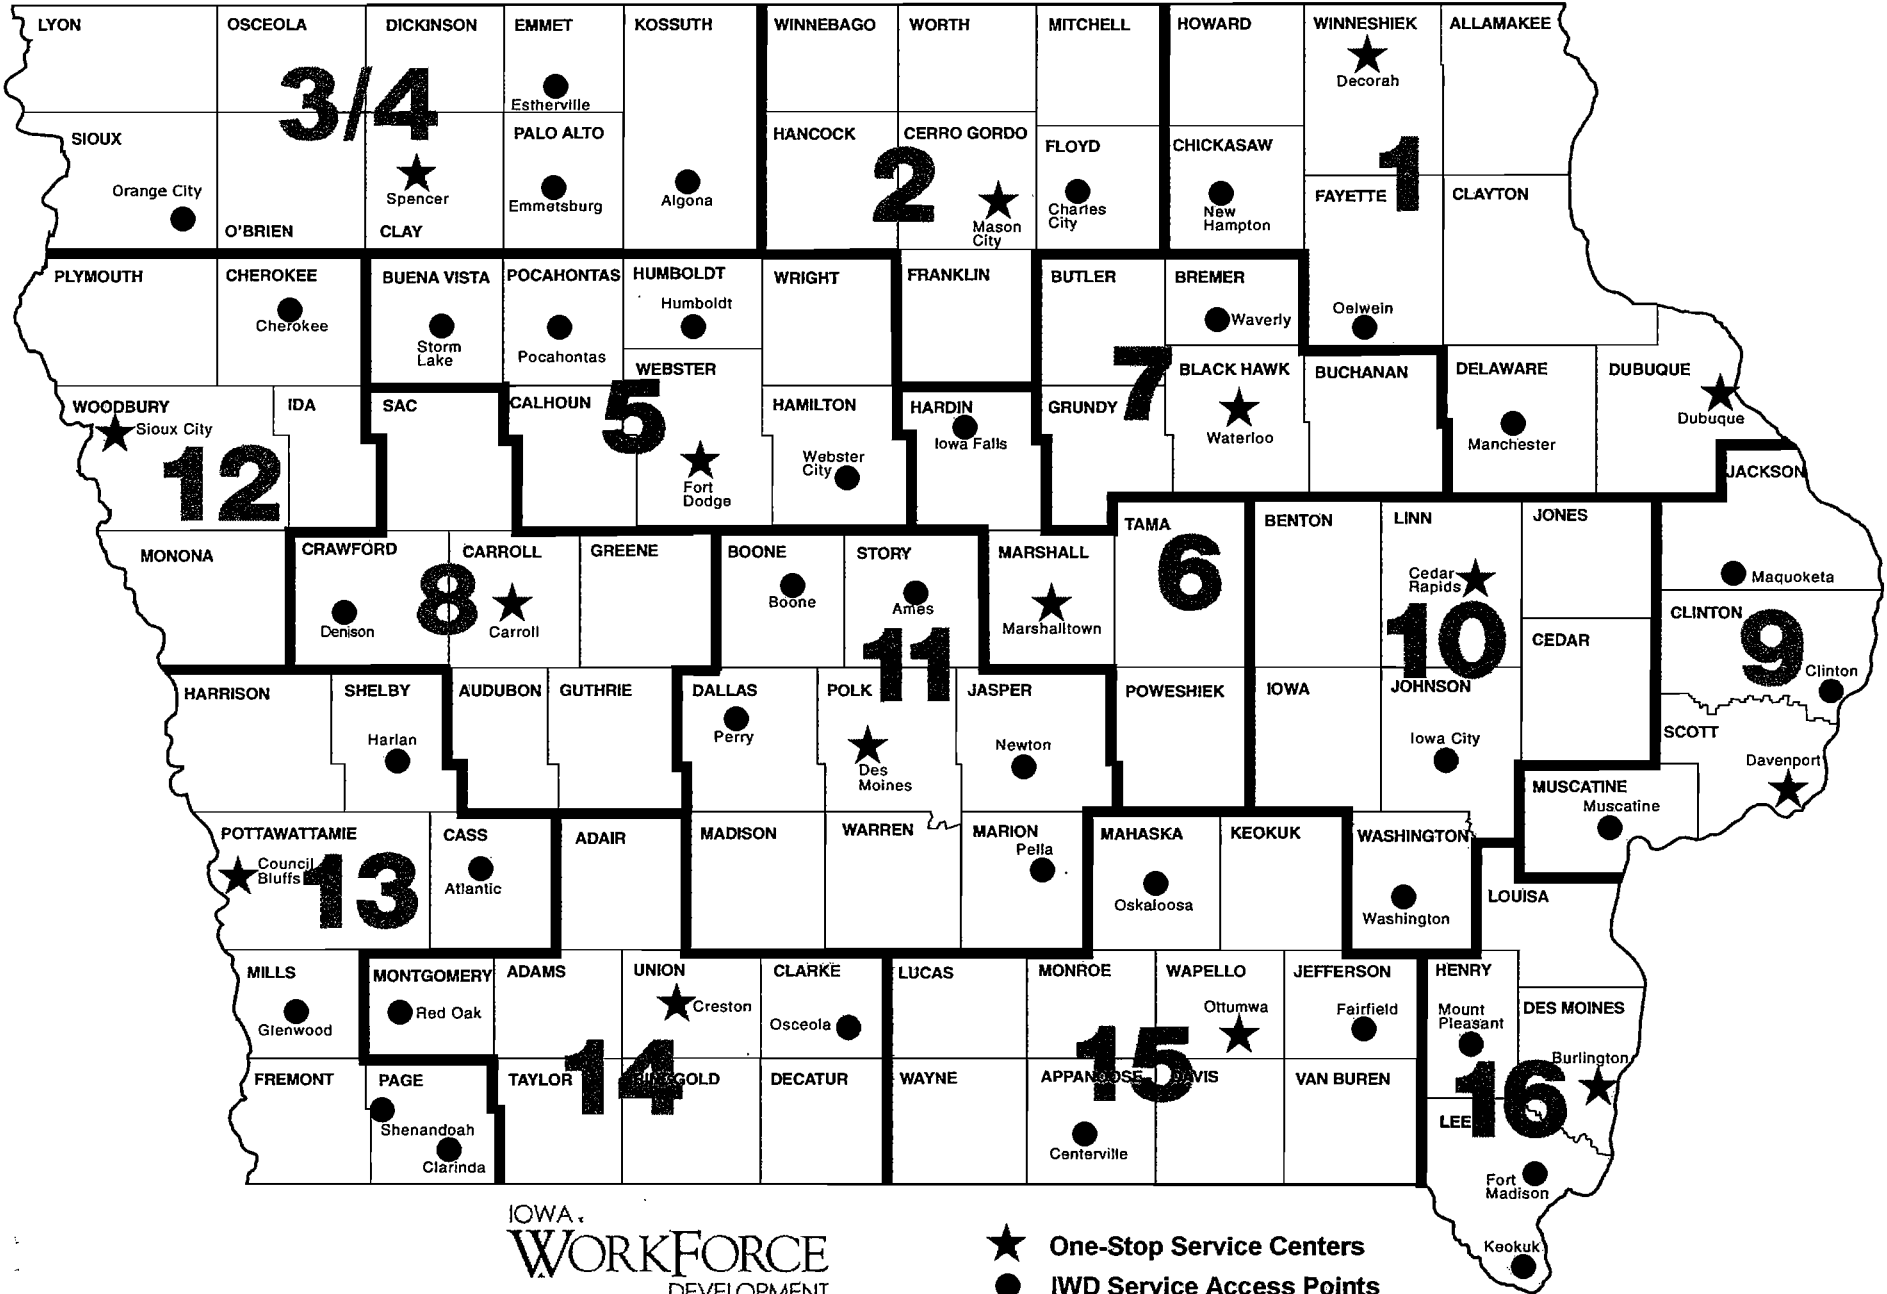 LYON
OSCEOLA
DICKINSON
EMMET
KOSSUTH
WINNEBAGO
WORTH
MITCHELL
HOWARD
WINNESHIEK
ALLAMAKEE
Decorah
3/4
Estherville
SIOUX
PALO ALTO
HANCOCK
CERRO GORDO
FLOYD
CHICKASAW
1
Orange City
Spencer
Emmetsburg
Algona
2
Mason
City
Charles
City
New
Hampton
FAYETTE
CLAYTON
O'BRIEN
CLAY
PLYMOUTH
CHEROKEE
Cherokee
BUENA VISTA
Storm
Lake
POCAHONTAS
Pocahontas
HUMBOLDT
Humboldt
WRIGHT
FRANKLIN
BUTLER
BREMER
Waverly
Oelwein
WEBSTER
7
BLACK HAWK
Waterloo
BUCHANAN
DELAWARE
Manchester
DUBUQUE
Dubuque
WOODBURY
Sioux City
IDA
SAC
CALHOUN
5
Fort
Dodge
HAMILTON
Webster
City
HARDIN
Iowa Falls
GRUNDY
12
JACKSON
MONONA
CRAWFORD
Denison
8
CARROLL
Carroll
GREENE
BOONE
Boone
STORY
Ames
11
MARSHALL
Marshalltown
TAMA
6
BENTON
LINN
Cedar
Rapids
10
JONES
CEDAR
Maquoketa
CLINTON
9
Clinton
HARRISON
SHELBY
Harlan
AUDUBON
GUTHRIE
DALLAS
Perry
POLK
Des
Moines
JASPER
Newton
POWESHIEK
IOWA
JOHNSON
Iowa City
SCOTT
Davenport
MUSCATINE
Muscatine
POTTAWATTAMIE
Council
Bluffs
13
CASS
Atlantic
ADAIR
MADISON
WARREN
MARION
Pella
MAHASKA
Oskaloosa
KEOKUK
WASHINGTON
Washington
LOUISA
MILLS
Glenwood
MONTGOMERY
Red Oak
ADAMS
UNION
Creston
CLARKE
Osceola
LUCAS
MONROE
WAPELLO
Ottumwa
JEFFERSON
Fairfield
HENRY
Mount
Pleasant
DES MOINES
Burlington
FREMONT
PAGE
Shenandoah
Clarinda
TAYLOR
14
RINGGOLD
DECATUR
WAYNE
APPANOOSE
Centerville
15
DAVIS
VAN BUREN
16
LEE
Fort
Madison
Keokuk
IOWA
WORKFORCE
DEVELOPMENT
One-Stop Service Centers
IWD Service Access Points